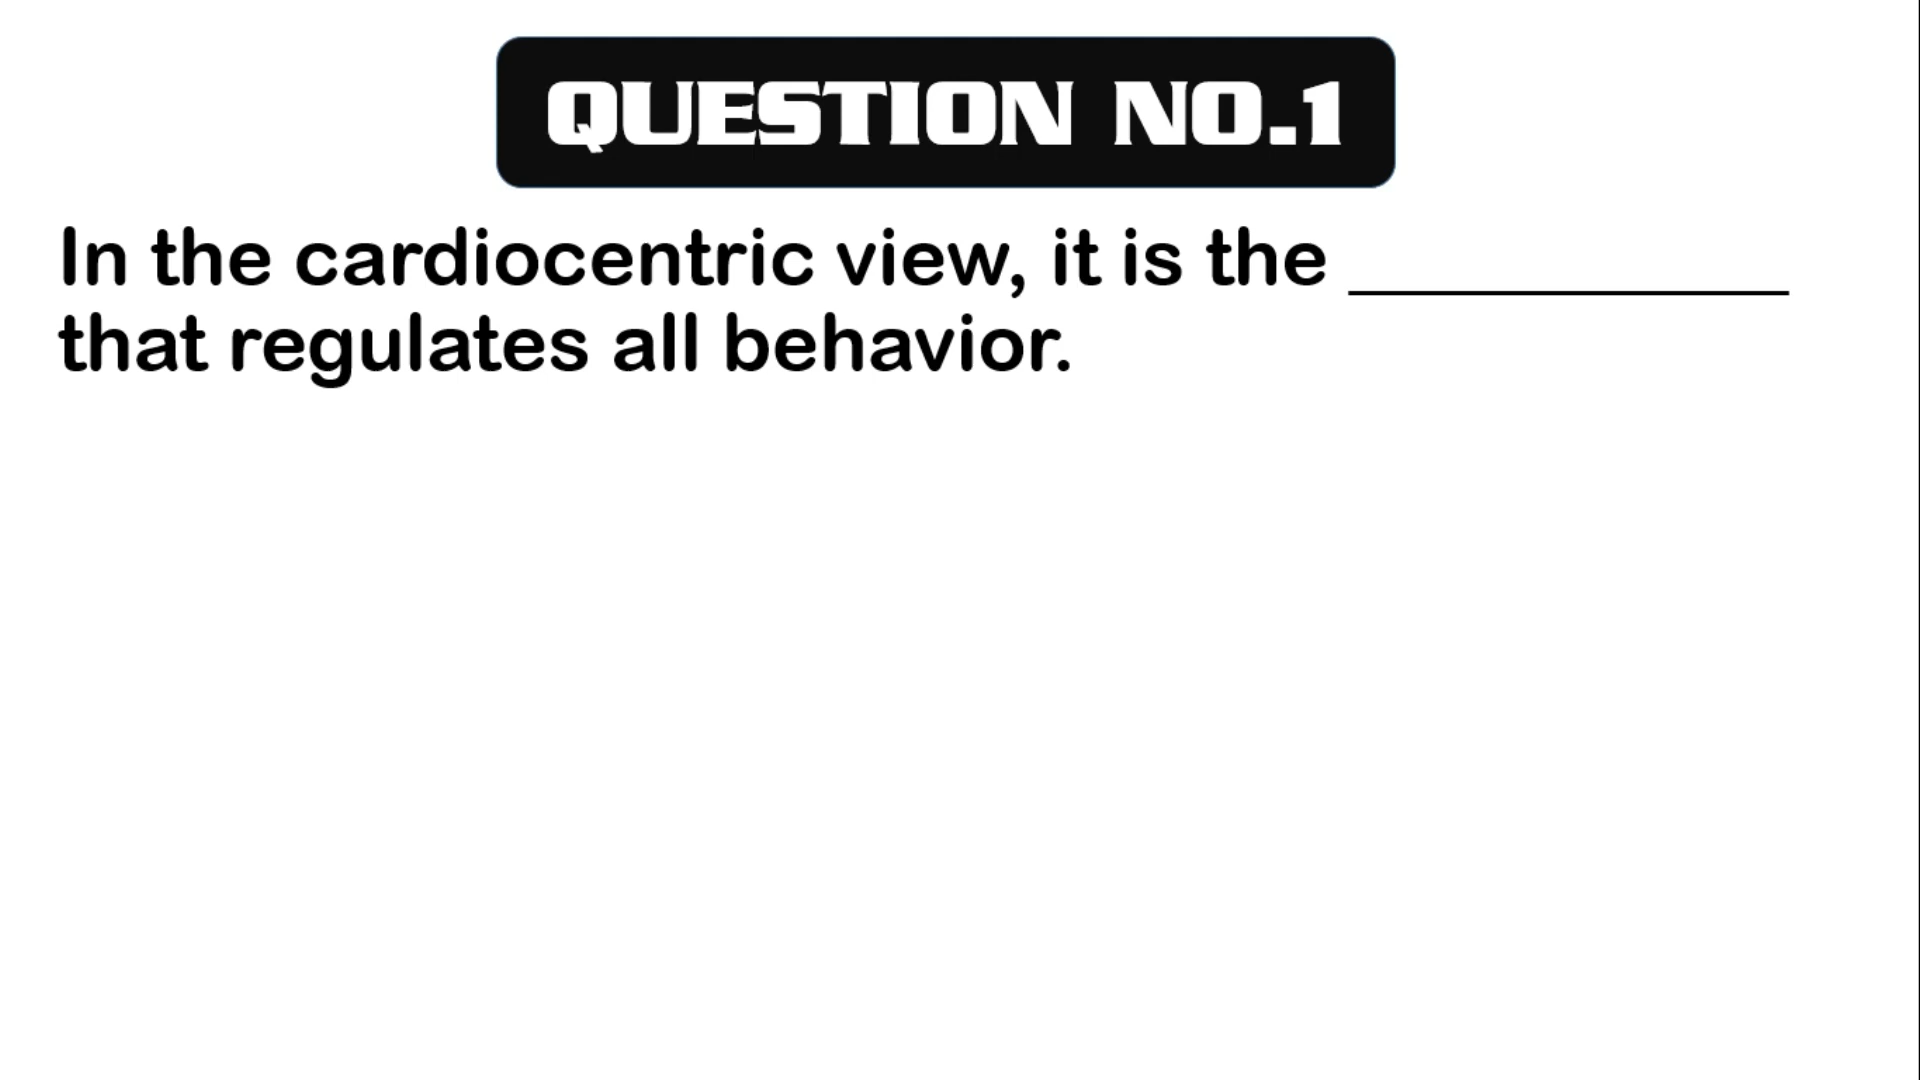 QUESTION NO.1
In the cardiocentric view, it is the ___________
that regulates all behavior.